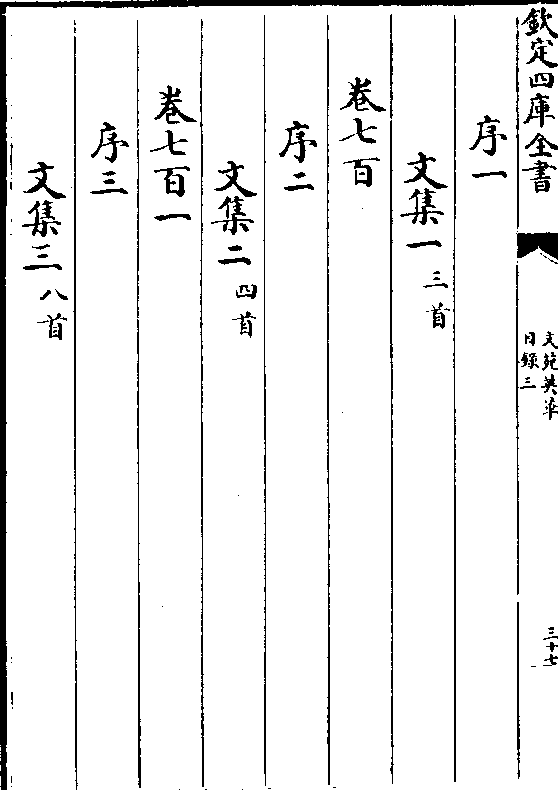 欽定四庫全書
文苑英華
目録三
三十七
序一
文集一三首
卷七百
序二
文集二四首
卷七百一
序三
文集三八首